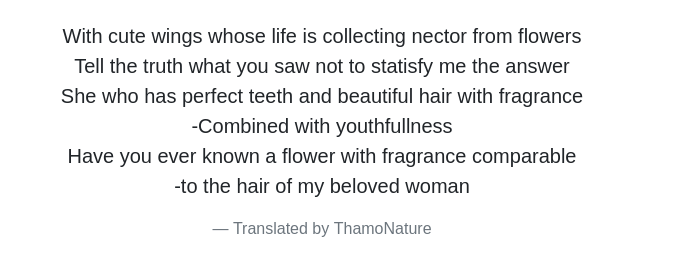 With cute wings whose life is collecting nector from flowers
Tell the truth what you saw not to statisfy me the answer
She who has perfect teeth and beautiful hair with fragrance
-Combined with youthfullness
Have you ever known a flower with fragrance comparable
-to the hair of my beloved woman
— Translated by ThamoNature